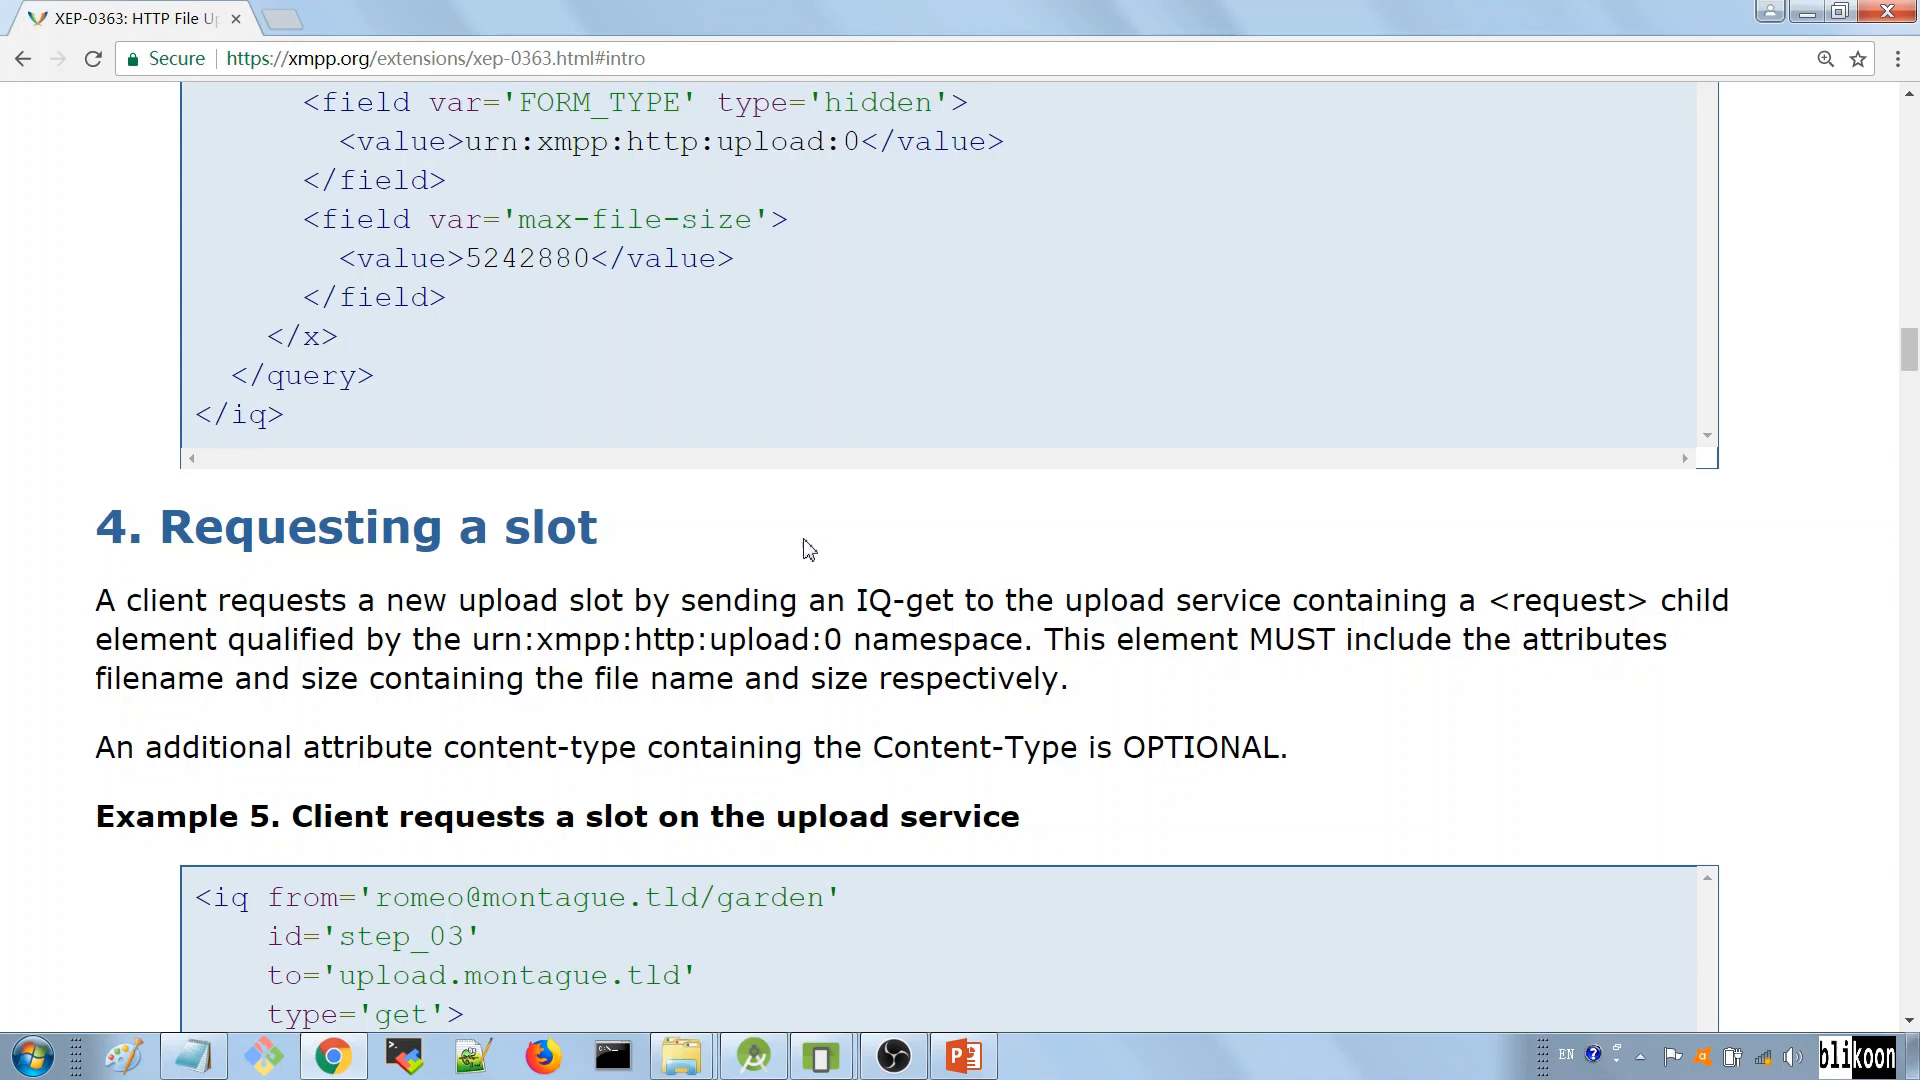 XEP-0363: HTTP File Up
Secure
https://xmpp.org/extensions/xep-0363.html#intro
<field var='FORM_TYPE' type='hidden'>
<value>urn:xmpp:http:upload:0</value>
</field>
<field var='max-file-size'>
<value>5242880</value>
</field>
</x>
</query>
</iq>
4. Requesting a slot
A client requests a new upload slot by sending an IQ-get to the upload service containing a <request> child
element qualified by the urn:xmpp:http:upload:0 namespace. This element MUST include the attributes
filename and size containing the file name and size respectively.
An additional attribute content-type containing the Content-Type is OPTIONAL.
Example 5. Client requests a slot on the upload service
<iq from='romeo@montague.tld/garden'
id='step_03'
to='upload.montague.tld'
type='get'>
EN
blikoon